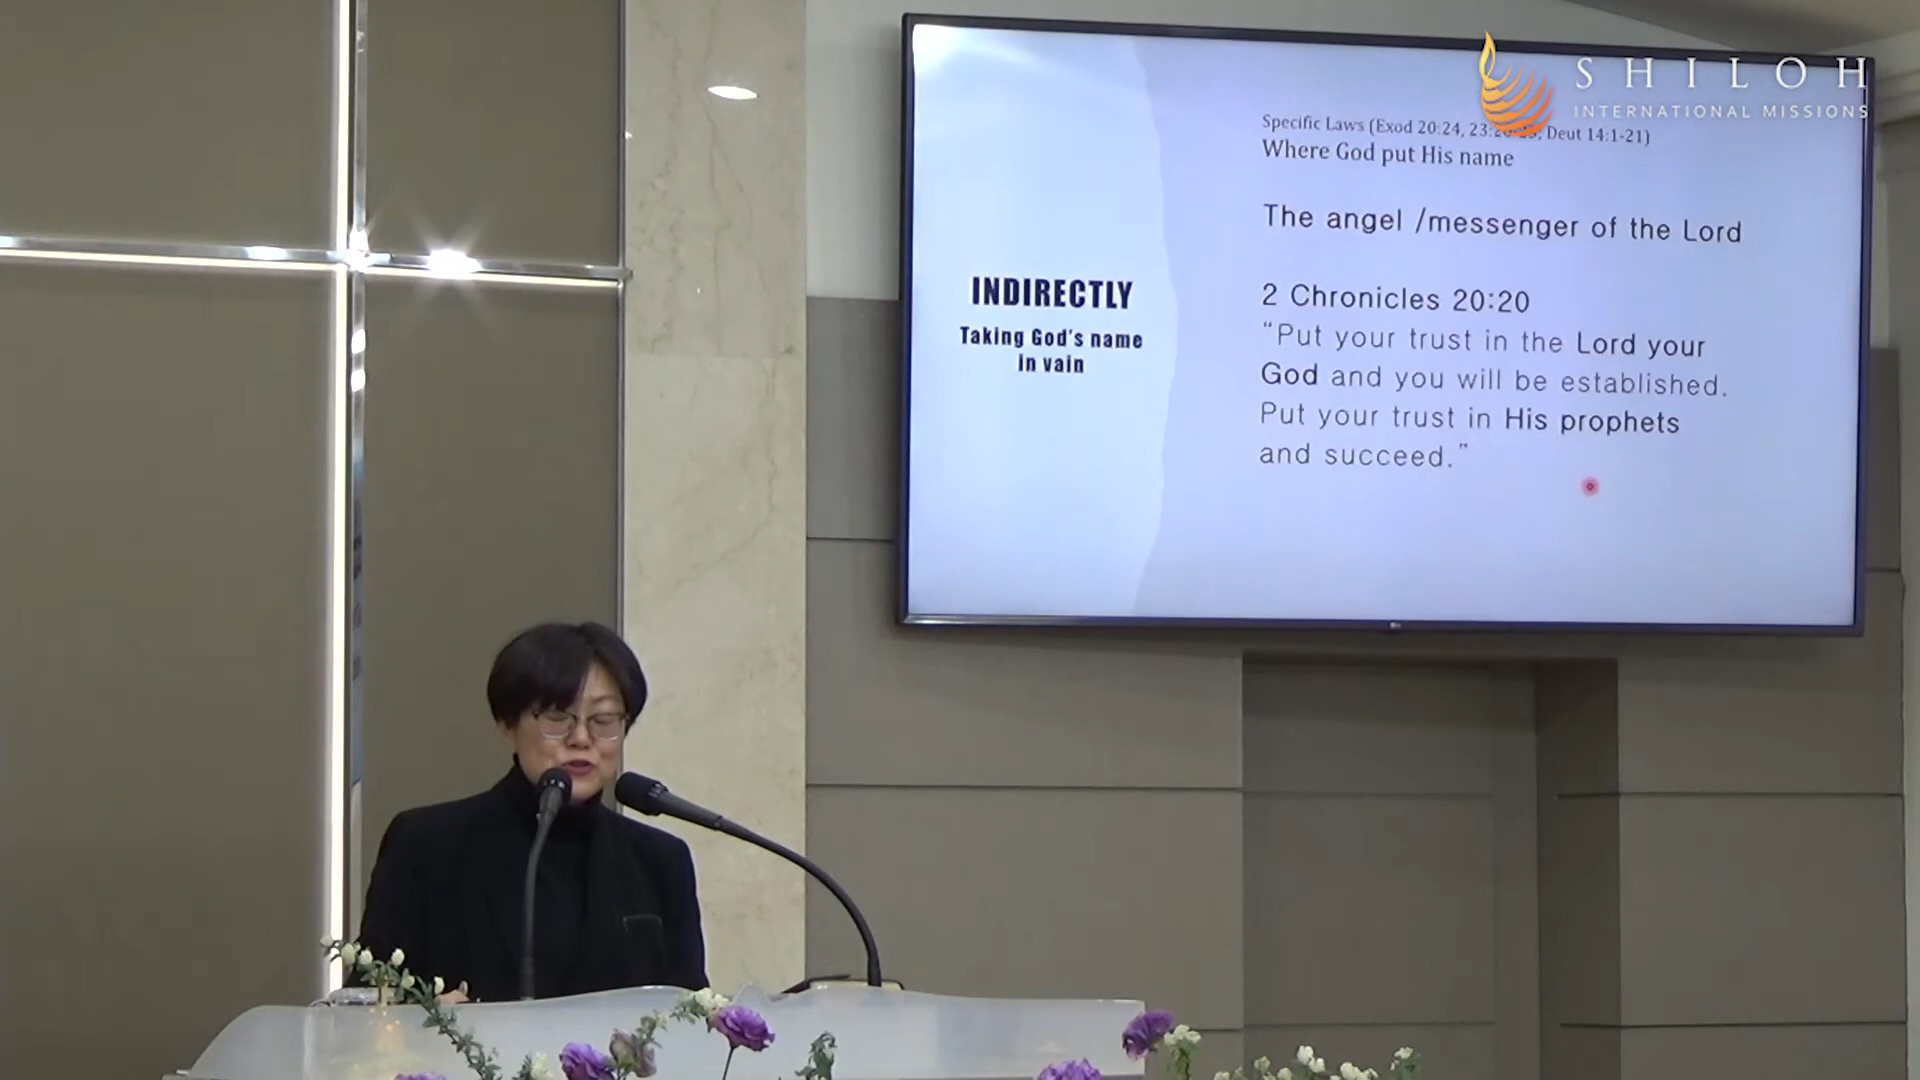 SHILOH
INTERNATIONAL MISSIONS
Specific Laws (Exod 20:24, Deut 14:1-21)
Where God put His name
The angel /messenger of the Lord
INDIRECTLY
Taking God's name
in vain
2 Chronicles 20:20
“Put your trust in the Lord your
God and you will be established.
Put your trust in His prophets
and succeed.”